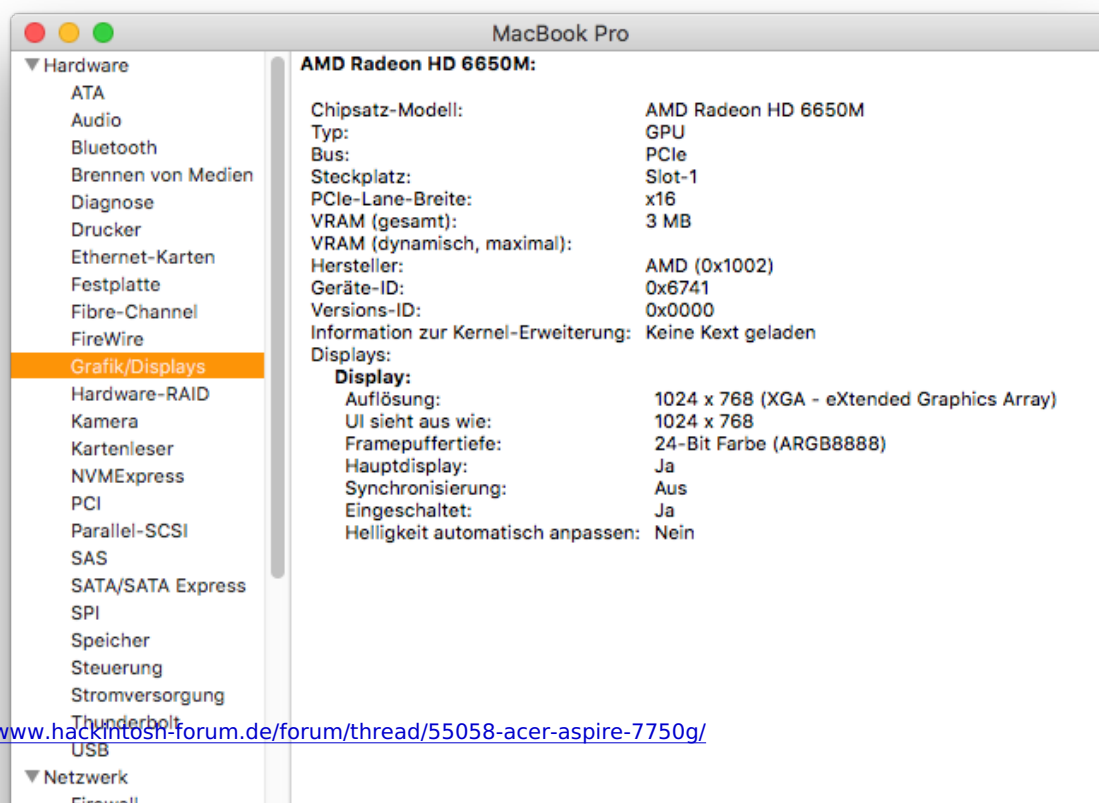 MacBook Pro
Hardware
ATA
Audio
Bluetooth
Brennen von Medien
Diagnose
Drucker
Ethernet-Karten
Festplatte
Fibre-Channel
FireWire
Grafik/Displays
Hardware-RAID
Kamera
Kartenleser
NVMExpress
PCI
Parallel-SCSI
SAS
SATA/SATA Express
SPI
Speicher
Steuerung
Stromversorgung
Thunderbolt
USB
Netzwerk
Firewall
AMD Radeon HD 6650M:
Chipsatz-Modell: AMD Radeon HD 6650M
Typ: GPU
Bus: PCIe
Steckplatz: Slot-1
PCIe-Lane-Breite: x16
VRAM (gesamt): 3 MB
VRAM (dynamisch, maximal):
Hersteller: AMD (0x1002)
Geräte-ID: 0x6741
Versions-ID: 0x0000
Information zur Kernel-Erweiterung: Keine Kext geladen
Displays:
Display:
Auflösung: 1024 x 768 (XGA - eXtended Graphics Array)
UI sieht aus wie: 1024 x 768
Framepuffertiefe: 24-Bit Farbe (ARGB8888)
Hauptdisplay: Ja
Synchronisierung: Aus
Eingeschaltet: Ja
Helligkeit automatisch anpassen: Nein
www.hackintosh-forum.de/forum/thread/55058-acer-aspire-7750g/